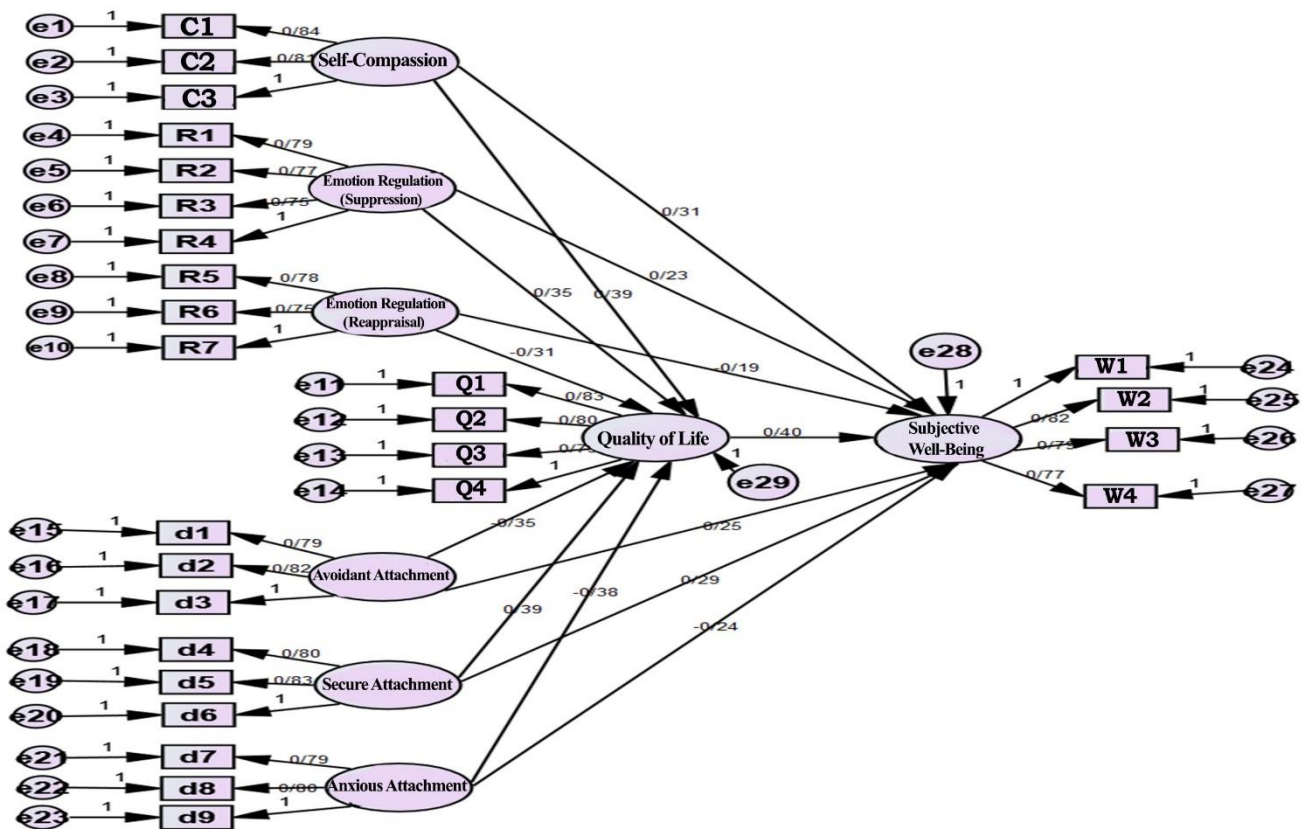 e1 1 C1 0/84
e2 1 C2 0/81
e3 1 C3 1
Self-Compassion
e4 1 R1 0/79
e5 1 R2 0/77
e6 1 R3 0/75
e7 1 R4 1
Emotion Regulation
(Suppression)
e8 1 R5 0/78
e9 1 R6 0/75
e10 1 R7 1
Emotion Regulation
(Reappraisal)
0/31
0/23
0/35 0/39
-0/31 -0/19
e11 1 Q1 0/83
e12 1 Q2 0/80
e13 1 Q3
e14 1 Q4 1
Quality of Life
0/40
1
e29
e28
1
Subjective
Well-Being
1 W1 1 e24
0/82 W2 1 e25
W3 1 e26
0/77 W4 1 e27
e15 1 d1 0/79
e16 1 d2 0/82
e17 1 d3 1
Avoidant Attachment
-0/35 0/25
e18 1 d4 0/80
e19 1 d5 0/83
e20 1 d6 1
Secure Attachment
0/39 -0/38 0/29
-0/24
e21 1 d7 0/79
e22 1 d8 0/80
e23 1 d9 1
Anxious Attachment